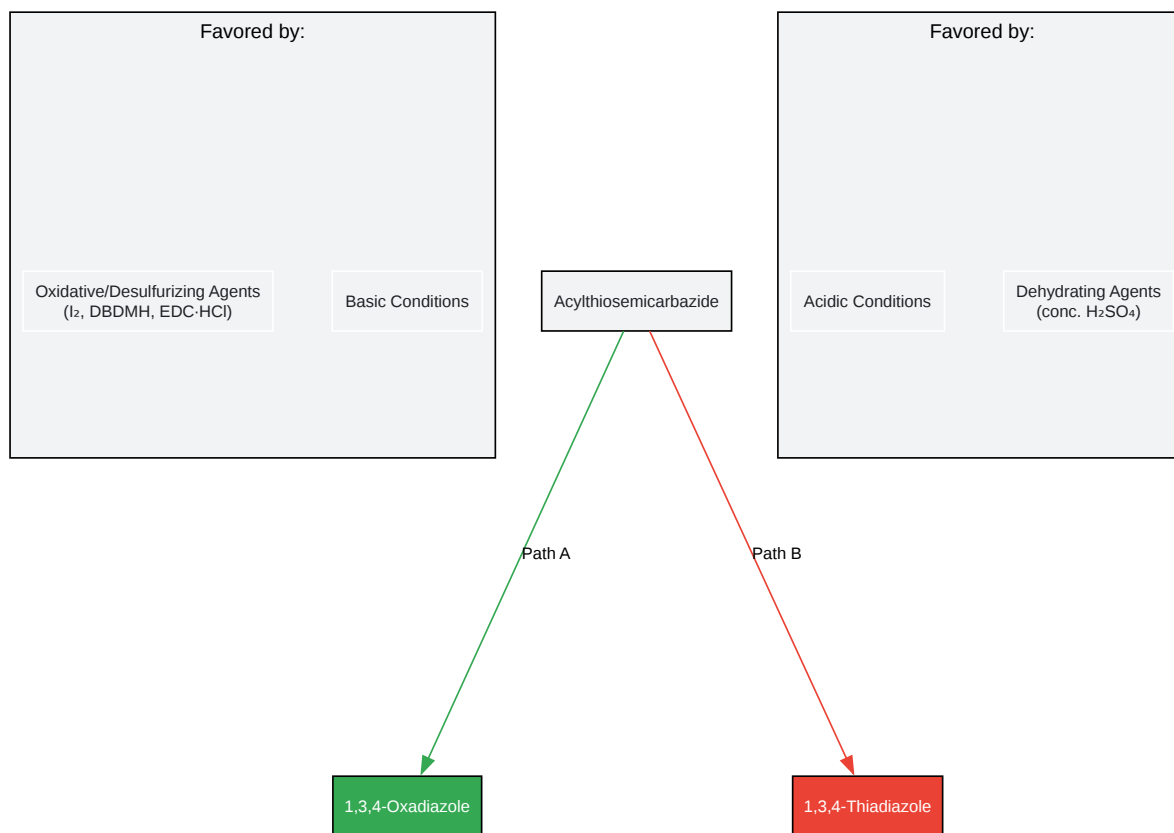 Favored by:
Favored by:
Oxidative/Desulfurizing Agents
(I₂, DBDMH, EDC·HCl)
Basic Conditions
Acylthiosemicarbazide
Acidic Conditions
Dehydrating Agents
(conc. H₂SO₄)
Path A
Path B
1,3,4-Oxadiazole
1,3,4-Thiadiazole